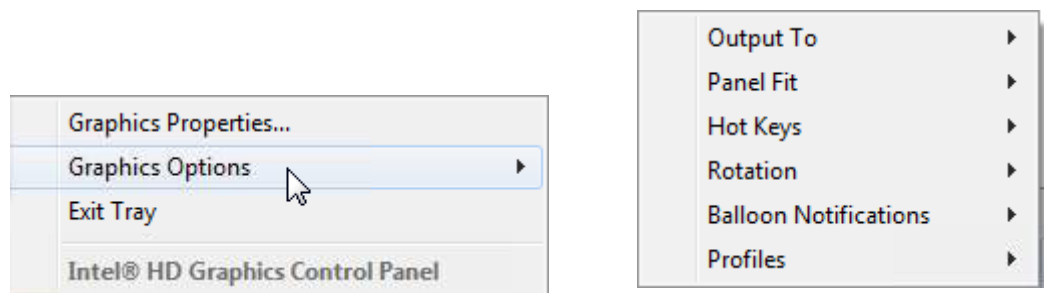 Graphics Properties...
Graphics Options
Exit Tray
Intel® HD Graphics Control Panel
Output To
Panel Fit
Hot Keys
Rotation
Balloon Notifications
Profiles